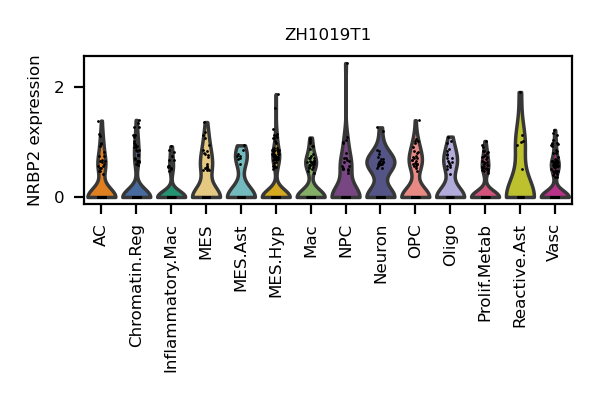 ZH1019T1
NRBP2 expression
2
0
AC
Chromatin.Reg
Inflammatory.Mac
MES
MES.Ast
MES.Hyp
Mac
NPC
Neuron
OPC
Oligo
Prolif.Metab
Reactive.Ast
Vasc